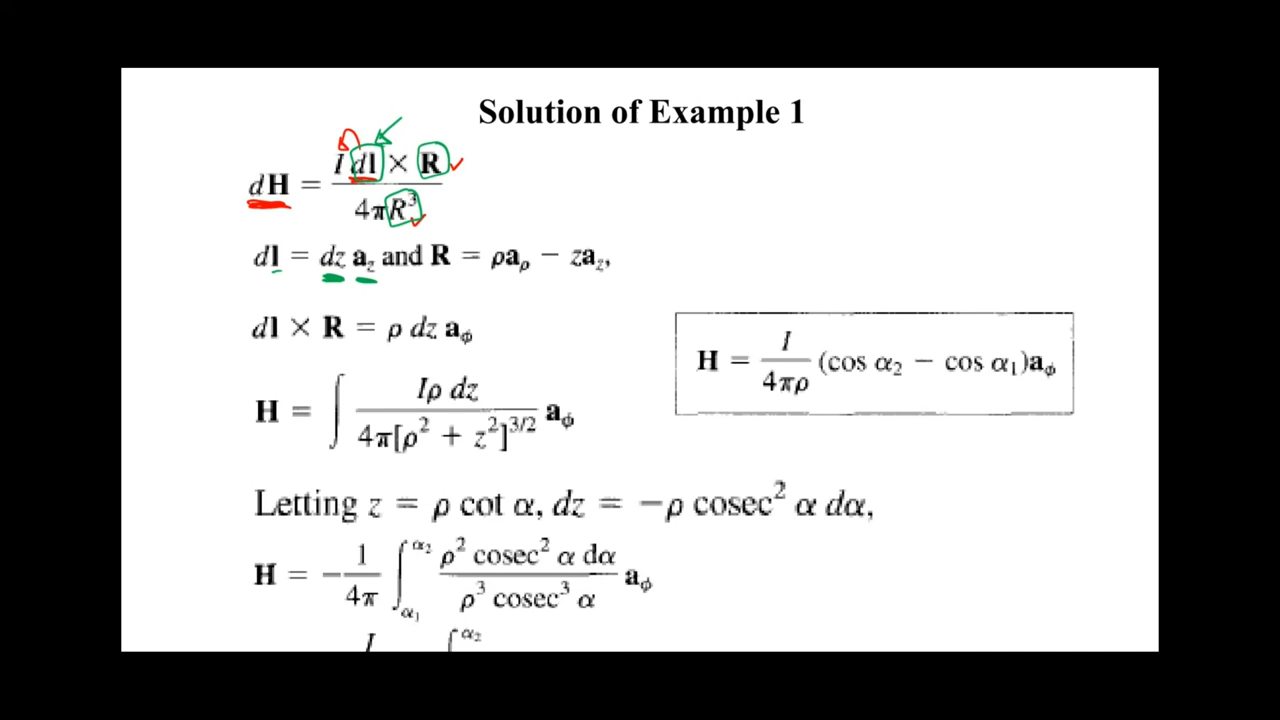 Solution of Example 1
dH = I dl × R / 4πR³
dl = dz a_z and R = ρa_ρ − za_z,
dl × R = ρ dz a_ϕ
H = ∫ Iρ dz / 4π[ρ² + z²]^3/2 a_ϕ
H = I / 4πρ (cos α₂ − cos α₁)a_ϕ
Letting z = ρ cot α, dz = −ρ cosec² α dα,
H = −1 / 4π ∫_α₁^α₂ ρ² cosec² α dα / ρ³ cosec³ α a_ϕ
I ∫^α₂